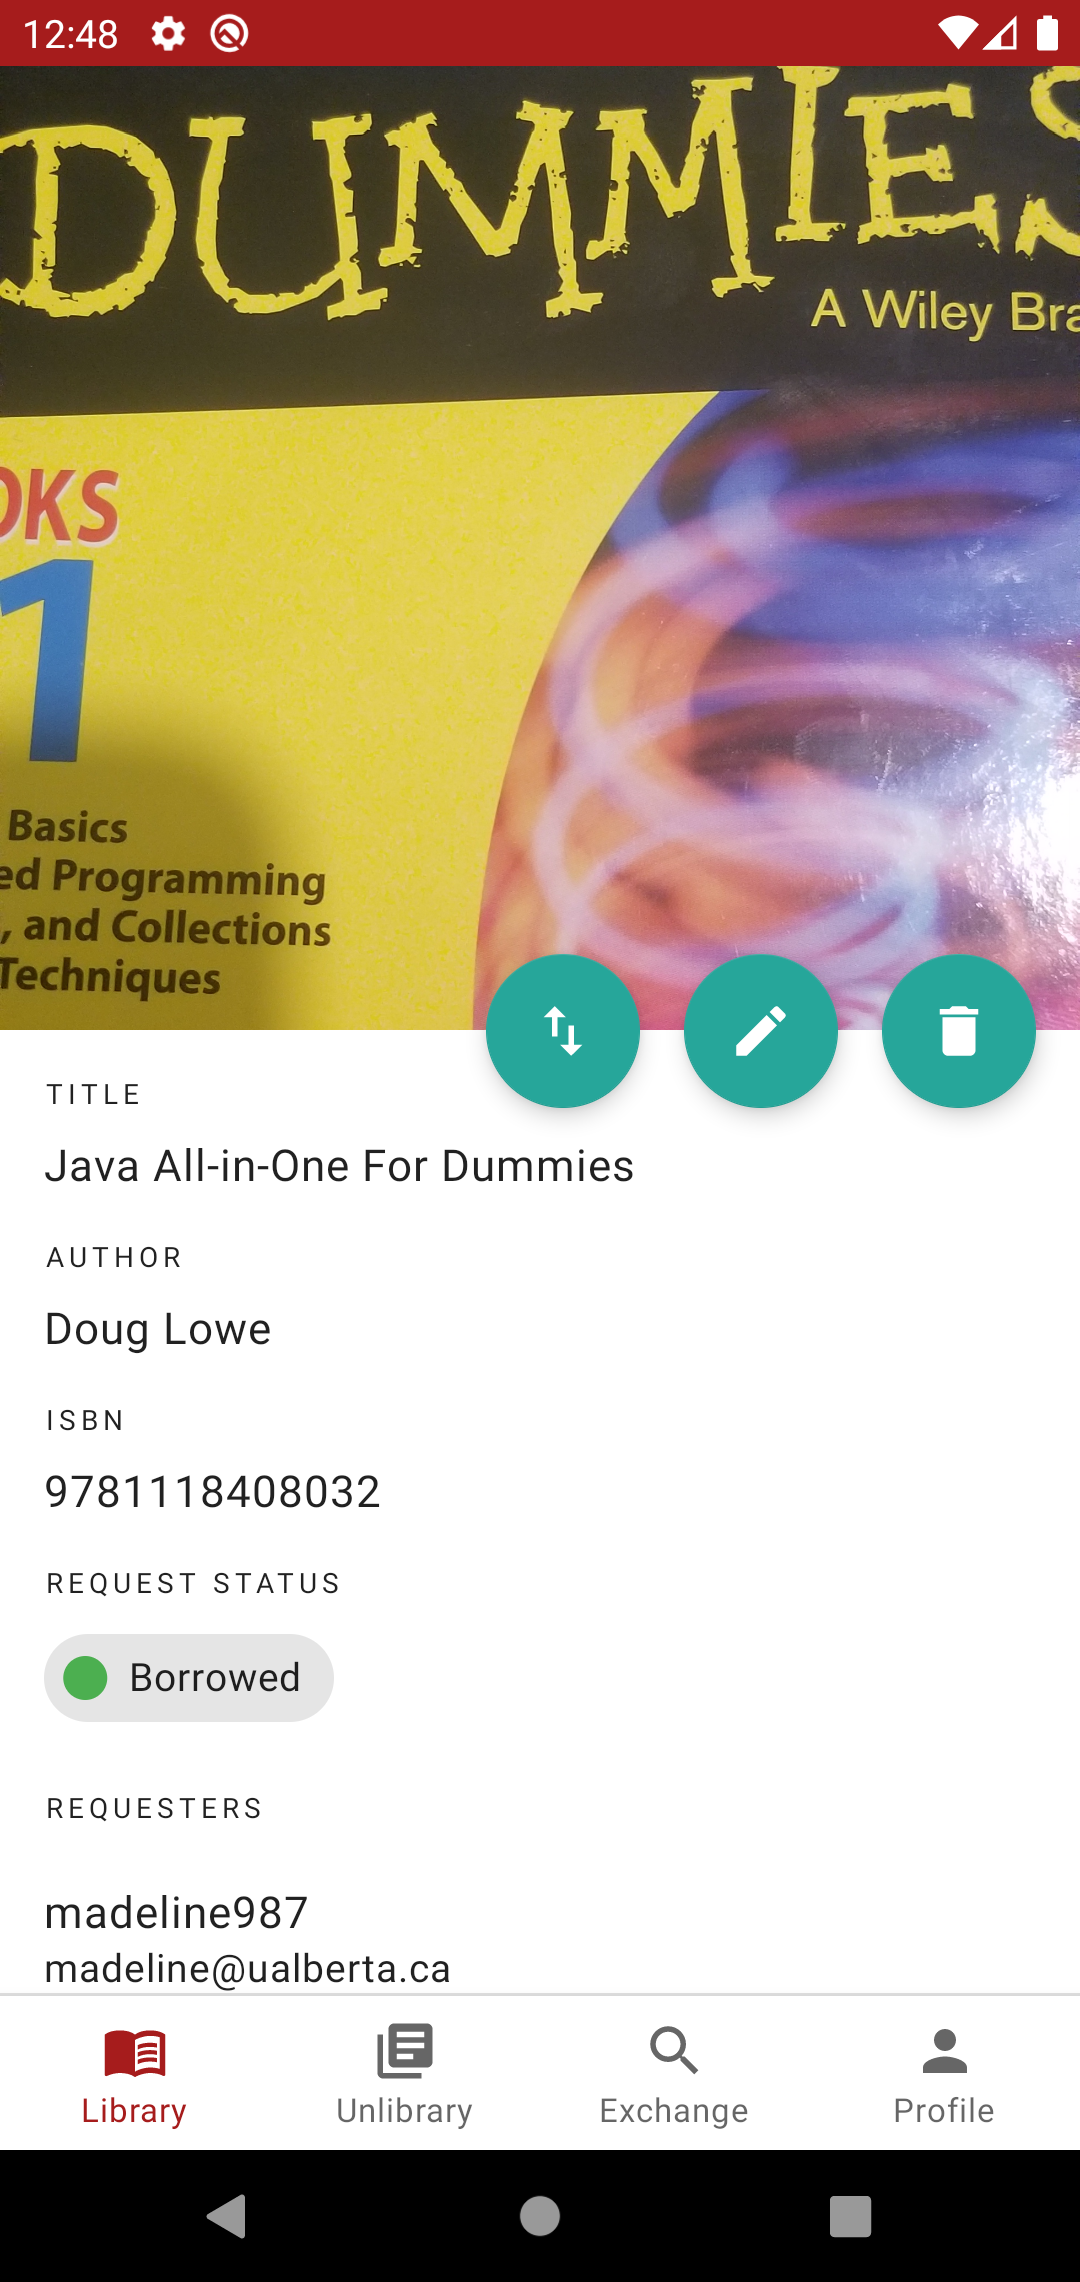 12:48
DUMMIES
A Wiley Bra
OKS
1
Basics
ed Programming
, and Collections
Techniques
TITLE
Java All-in-One For Dummies
AUTHOR
Doug Lowe
ISBN
9781118408032
REQUEST STATUS
Borrowed
REQUESTERS
madeline987
madeline@ualberta.ca
Library
Unlibrary
Exchange
Profile